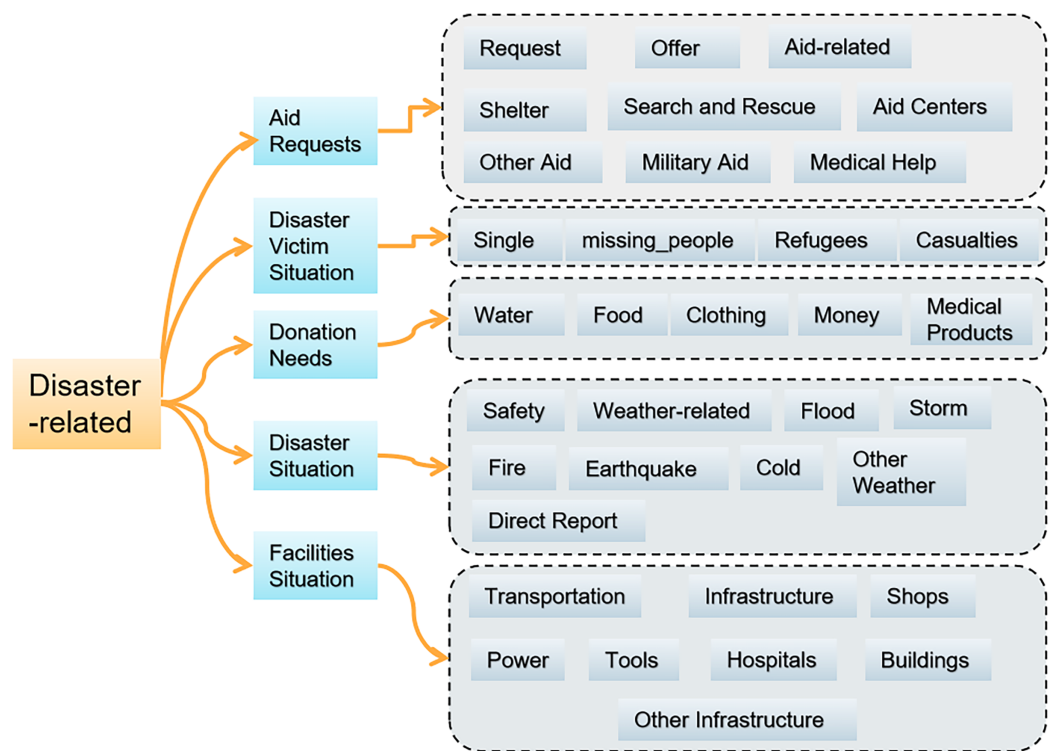 Disaster
-related
Aid
Requests
Disaster
Victim
Situation
Donation
Needs
Disaster
Situation
Facilities
Situation
Request
Offer
Aid-related
Shelter
Search and Rescue
Aid Centers
Other Aid
Military Aid
Medical Help
Single
missing_people
Refugees
Casualties
Water
Food
Clothing
Money
Medical
Products
Safety
Weather-related
Flood
Storm
Fire
Earthquake
Cold
Other
Weather
Direct Report
Transportation
Infrastructure
Shops
Power
Tools
Hospitals
Buildings
Other Infrastructure